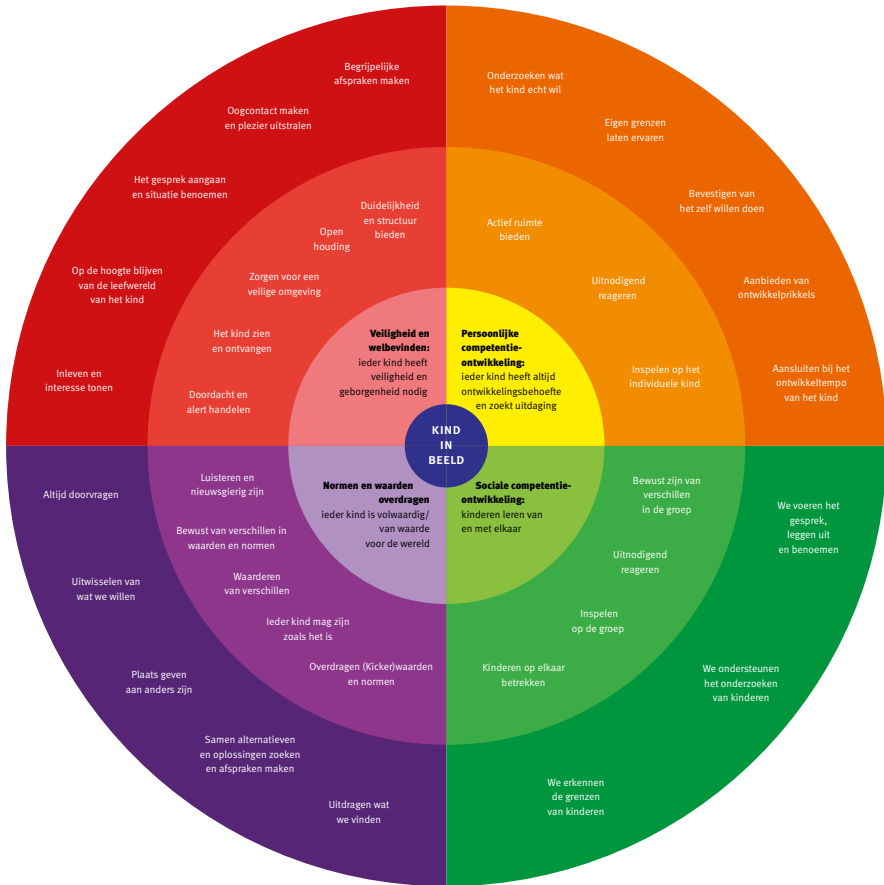 Begrijpelijke
afspraken maken
Oogcontact maken
en plezier uitstralen
Het gesprek aangaan
en situatie benoemen
Op de hoogte blijven
van de leefwereld
van het kind
Inleven en
interesse tonen
Duidelijkheid
en structuur
bieden
Open
houding
Zorgen voor een
veilige omgeving
Het kind zien
en ontvangen
Doordacht en
alert handelen
Veiligheid en
welbevinden:
ieder kind heeft
veiligheid en
geborgenheid nodig
Onderzoeken wat
het kind echt wil
Eigen grenzen
laten ervaren
Bevestigen van
het zelf willen doen
Aanbieden van
ontwikkelprikkels
Aansluiten bij het
ontwikkeltempo
van het kind
Actief ruimte
bieden
Uitnodigend
reageren
Inspelen op het
individuele kind
Persoonlijke
competentie-
ontwikkeling:
ieder kind heeft altijd
ontwikkelingsbehoefte
en zoekt uitdaging
KIND
IN
BEELD
Normen en waarden
overdragen
ieder kind is volwaardig/
van waarde
voor de wereld
Luisteren en
nieuwsgierig zijn
Bewust van verschillen in
waarden en normen
Waarderen
van verschillen
Ieder kind mag zijn
zoals het is
Overdragen (Kicker)waarden
en normen
Altijd doorvragen
Uitwisselen van
wat we willen
Plaats geven
aan anders zijn
Samen alternatieven
en oplossingen zoeken
en afspraken maken
Uitdragen wat
we vinden
Sociale competentie-
ontwikkeling:
kinderen leren van
en met elkaar
Bewust zijn van
verschillen
in de groep
Uitnodigend
reageren
Inspelen
op de groep
Kinderen op elkaar
betrekken
We voeren het
gesprek,
leggen uit
en benoemen
We ondersteunen
het onderzoeken
van kinderen
We erkennen
de grenzen
van kinderen